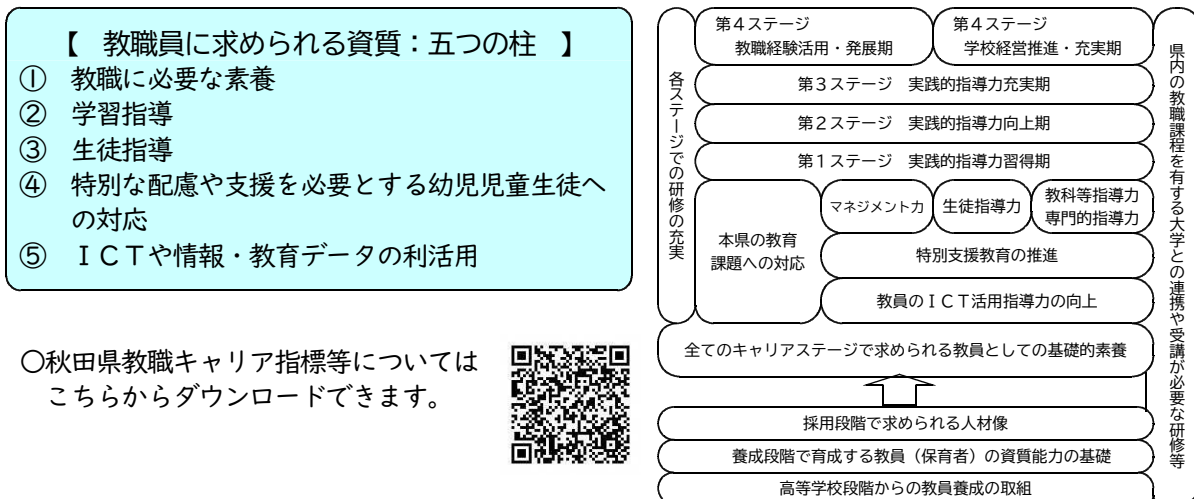 【 教職員に求められる資質：五つの柱 】
① 教職に必要な素養
② 学習指導
③ 生徒指導
④ 特別な配慮や支援を必要とする幼児児童生徒へ
の対応
⑤ ＩＣＴや情報・教育データの利活用
〇秋田県教職キャリア指標等については
こちらからダウンロードできます。
第４ステージ
教職経験活用・発展期
第４ステージ
学校経営推進・充実期
第３ステージ 実践的指導力充実期
第２ステージ 実践的指導力向上期
第１ステージ 実践的指導力習得期
各ステージでの研修の充実
本県の教育
課題への対応
マネジメント力
生徒指導力
教科等指導力
専門的指導力
特別支援教育の推進
教員のＩＣＴ活用指導力の向上
全てのキャリアステージで求められる教員としての基礎的素養
採用段階で求められる人材像
養成段階で育成する教員（保育者）の資質能力の基礎
高等学校段階からの教員養成の取組
県内の教職課程を有する大学との連携や受講が必要な研修等